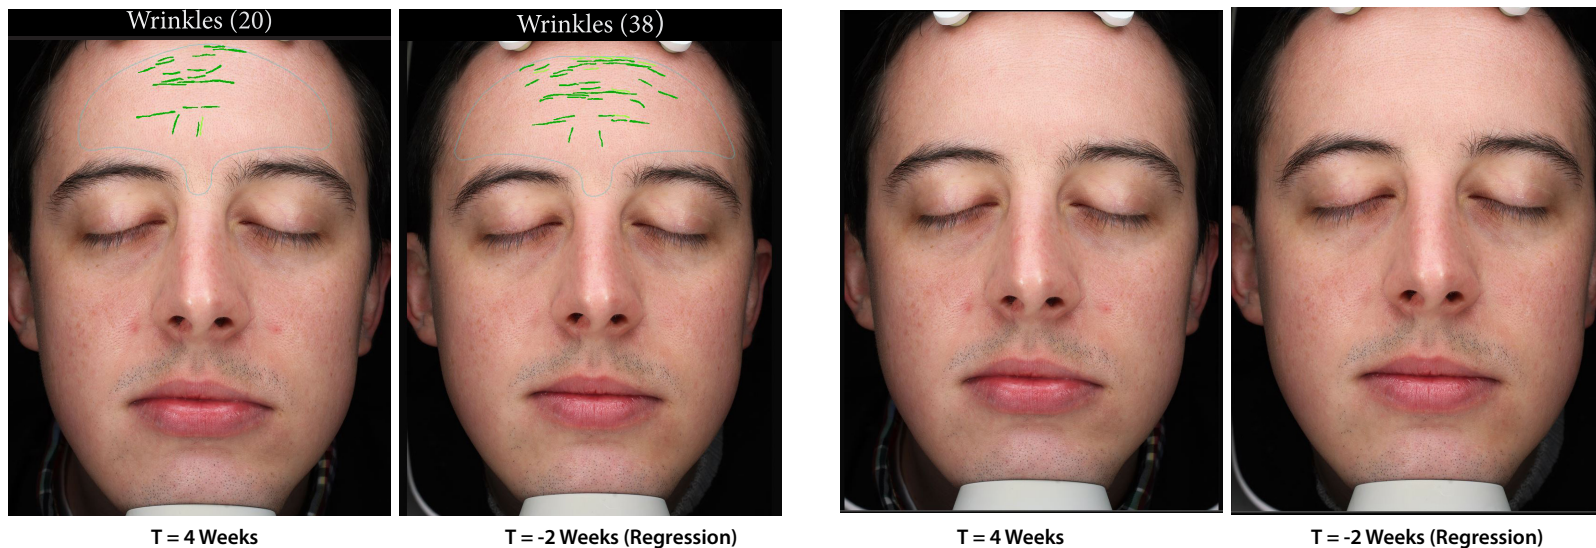 Wrinkles (20)
Wrinkles (38)
T = 4 Weeks
T = -2 Weeks (Regression)
T = 4 Weeks
T = -2 Weeks (Regression)